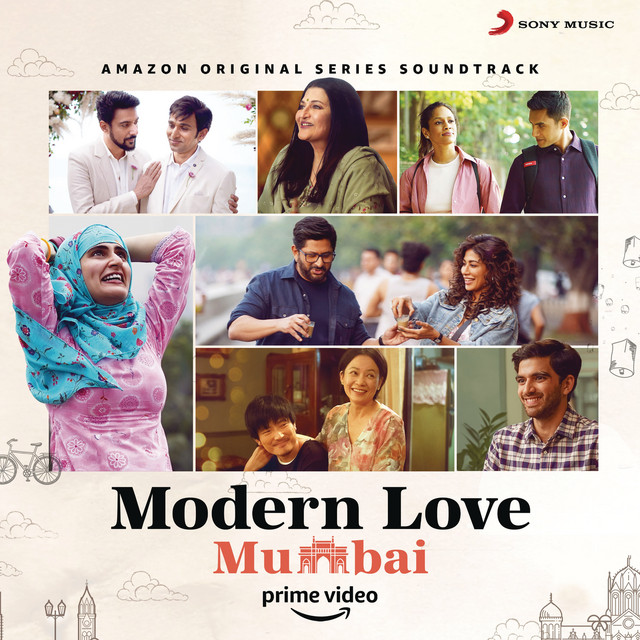 SONY MUSIC
AMAZON ORIGINAL SERIES SOUNDTRACK
Modern Love
Mumbai
prime video